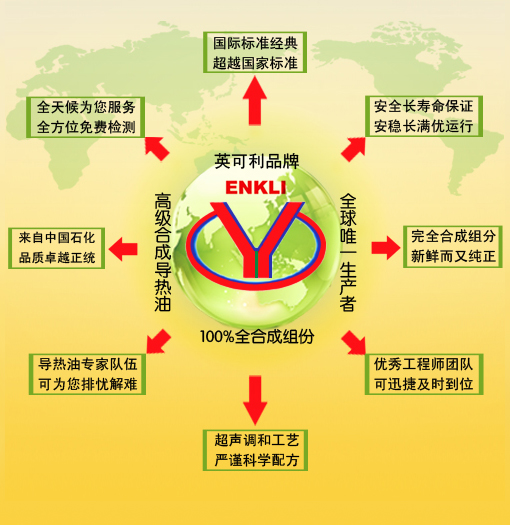 国际标准经典
超越国家标准
全天候为您服务
全方位免费检测
安全长寿命保证
安稳长满优运行
英可利品牌
ENKLI
高级合成导热油
全球唯一生产者
来自中国石化
品质卓越正统
完全合成组分
新鲜而又纯正
100%全合成组份
导热油专家队伍
可为您排忧解难
优秀工程师团队
可迅捷及时到位
超声调和工艺
严谨科学配方